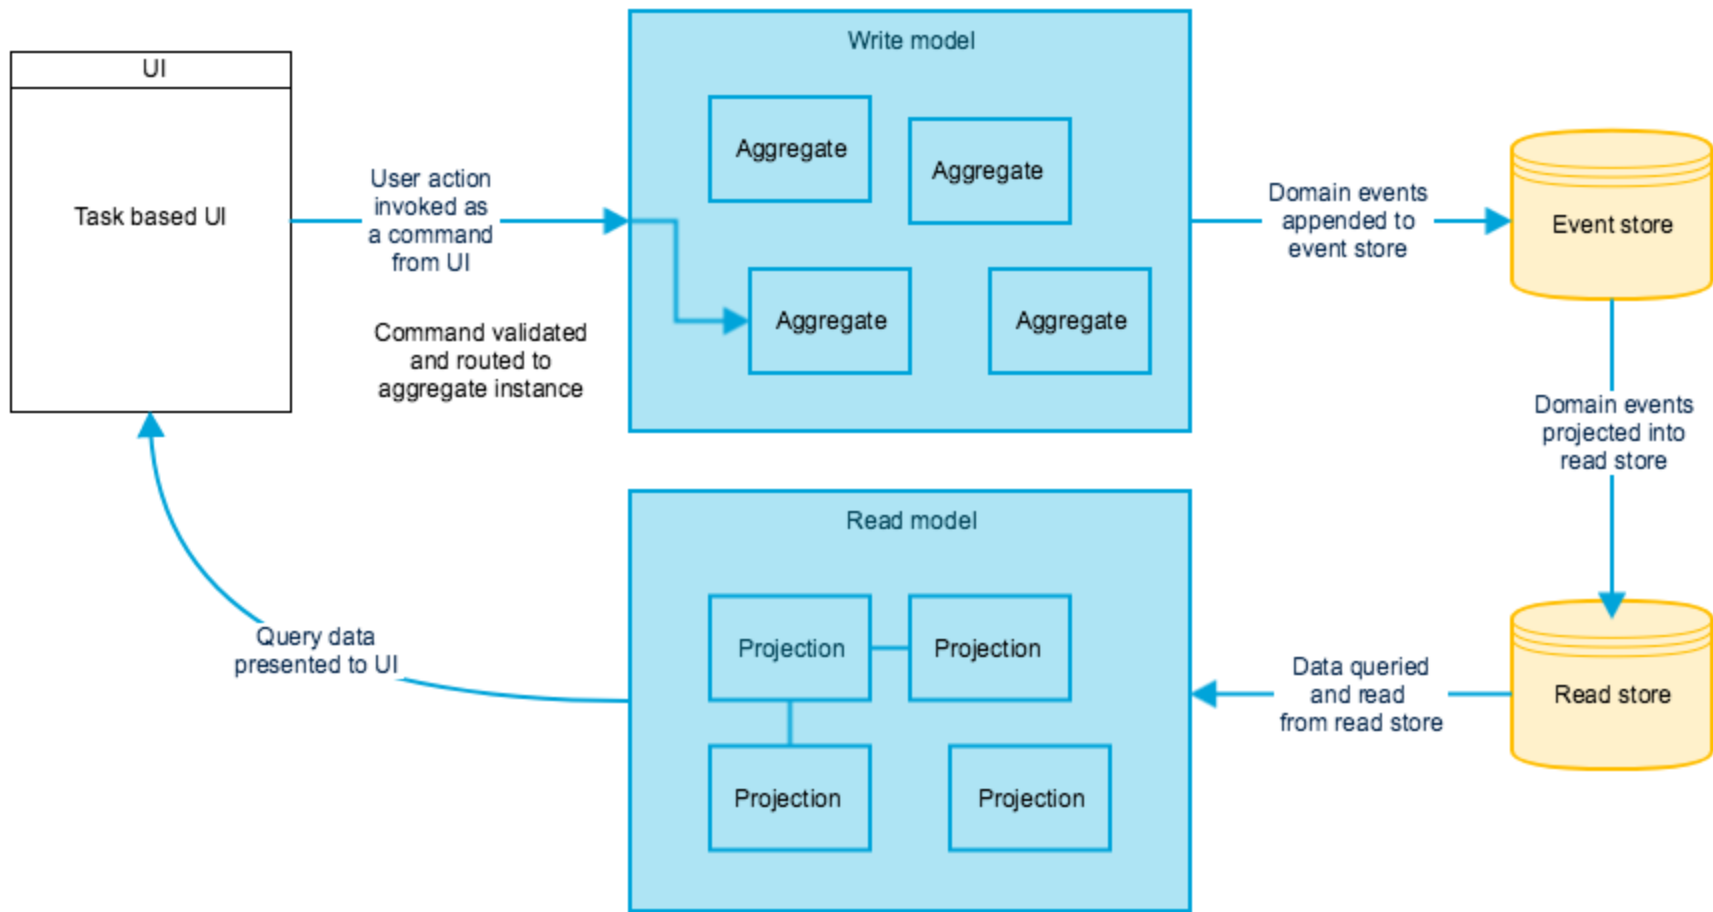 UI
Task based UI
User action
invoked as
a command
from UI
Command validated
and routed to
aggregate instance
Write model
Aggregate
Aggregate
Aggregate
Aggregate
Domain events
appended to
event store
Event store
Domain events
projected into
read store
Read store
Data queried
and read
from read store
Read model
Projection
Projection
Projection
Projection
Query data
presented to UI